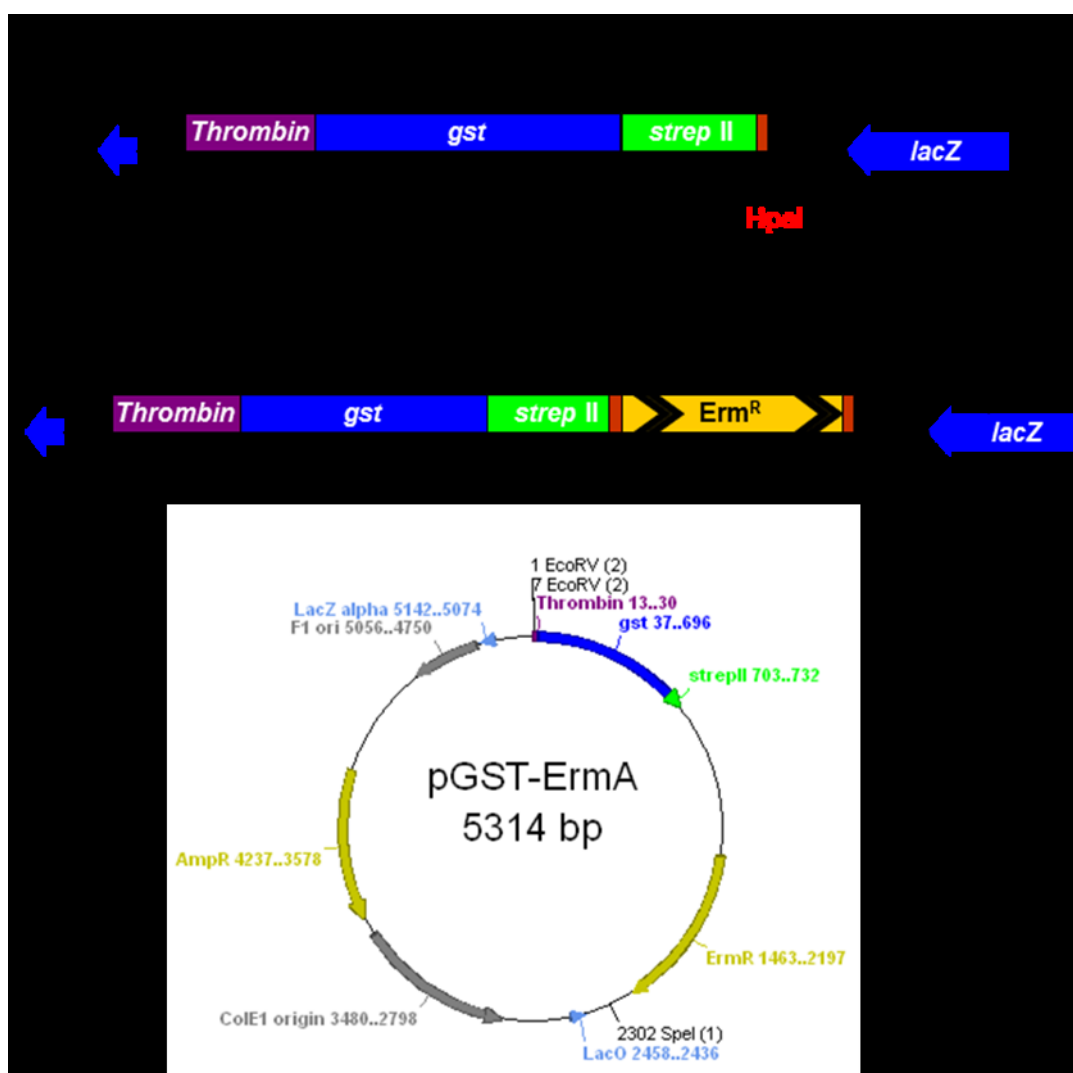 Thrombin gst strep II lacZ
HpaI
Thrombin gst strep II Erm^R lacZ
1 EcoRV (2)
7 EcoRV (2)
Thrombin 13..30
LacZ alpha 5142..5074
F1 ori 5056..4750
gst 37..696
strepII 703..732
pGST-ErmA
5314 bp
AmpR 4237..3578
ErmR 1463..2197
ColE1 origin 3480..2798
2302 SpeI (1)
LacO 2458..2436